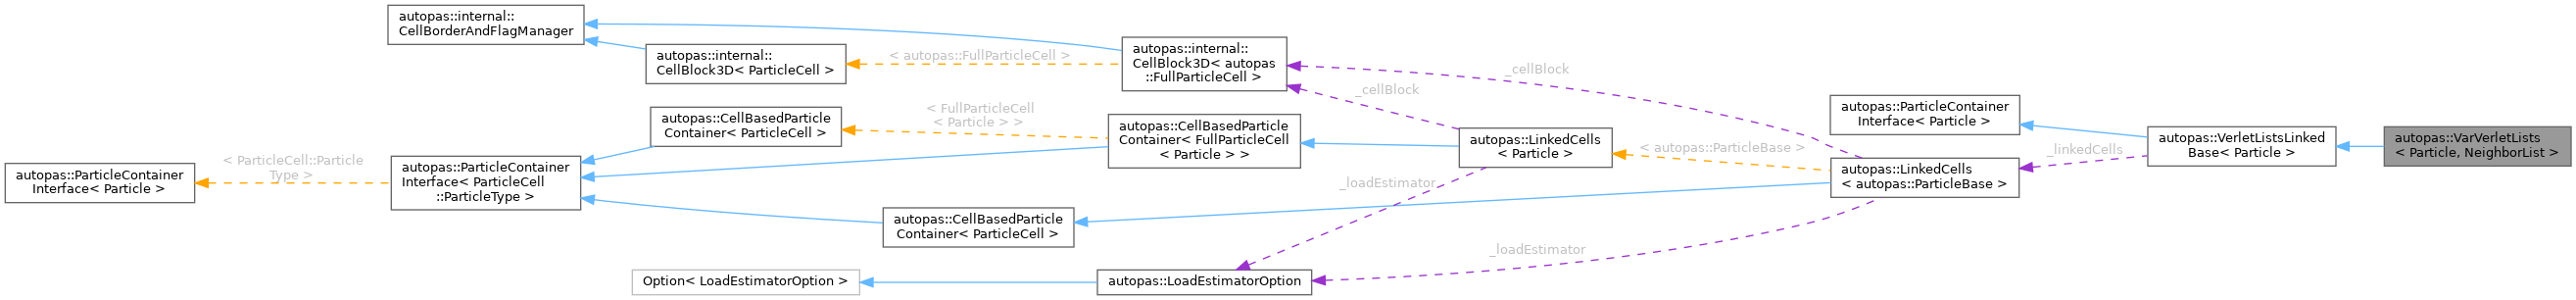 autopas::internal::
CellBorderAndFlagManager
autopas::internal::
CellBlock3D< ParticleCell >
< autopas::FullParticleCell >
autopas::internal::
CellBlock3D< autopas
::FullParticleCell >
_cellBlock
_cellBlock
autopas::ParticleContainer
Interface< Particle >
< ParticleCell::Particle
Type >
autopas::ParticleContainer
Interface< ParticleCell
::ParticleType >
autopas::CellBasedParticle
Container< ParticleCell >
< FullParticleCell
< Particle > >
autopas::CellBasedParticle
Container< FullParticleCell
< Particle > >
autopas::LinkedCells
< Particle >
< autopas::ParticleBase >
autopas::ParticleContainer
Interface< Particle >
autopas::LinkedCells
< autopas::ParticleBase >
_linkedCells
autopas::VerletListsLinked
Base< Particle >
autopas::VarVerletLists
< Particle, NeighborList >
_loadEstimator
autopas::CellBasedParticle
Container< ParticleCell >
_loadEstimator
Option< LoadEstimatorOption >
autopas::LoadEstimatorOption